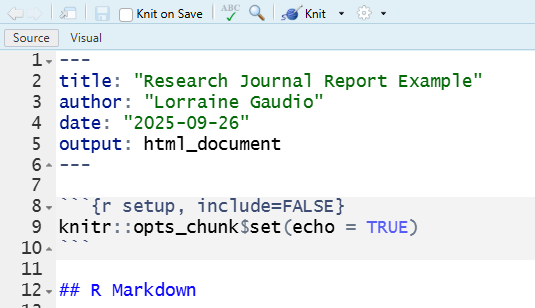 Knit on Save ABC Knit
Source Visual
1 ---
2 title: "Research Journal Report Example"
3 author: "Lorraine Gaudio"
4 date: "2025-09-26"
5 output: html_document
6 ---
7
8 ```{r setup, include=FALSE}
9 knitr::opts_chunk$set(echo = TRUE)
10 ```
11
12 ## R Markdown